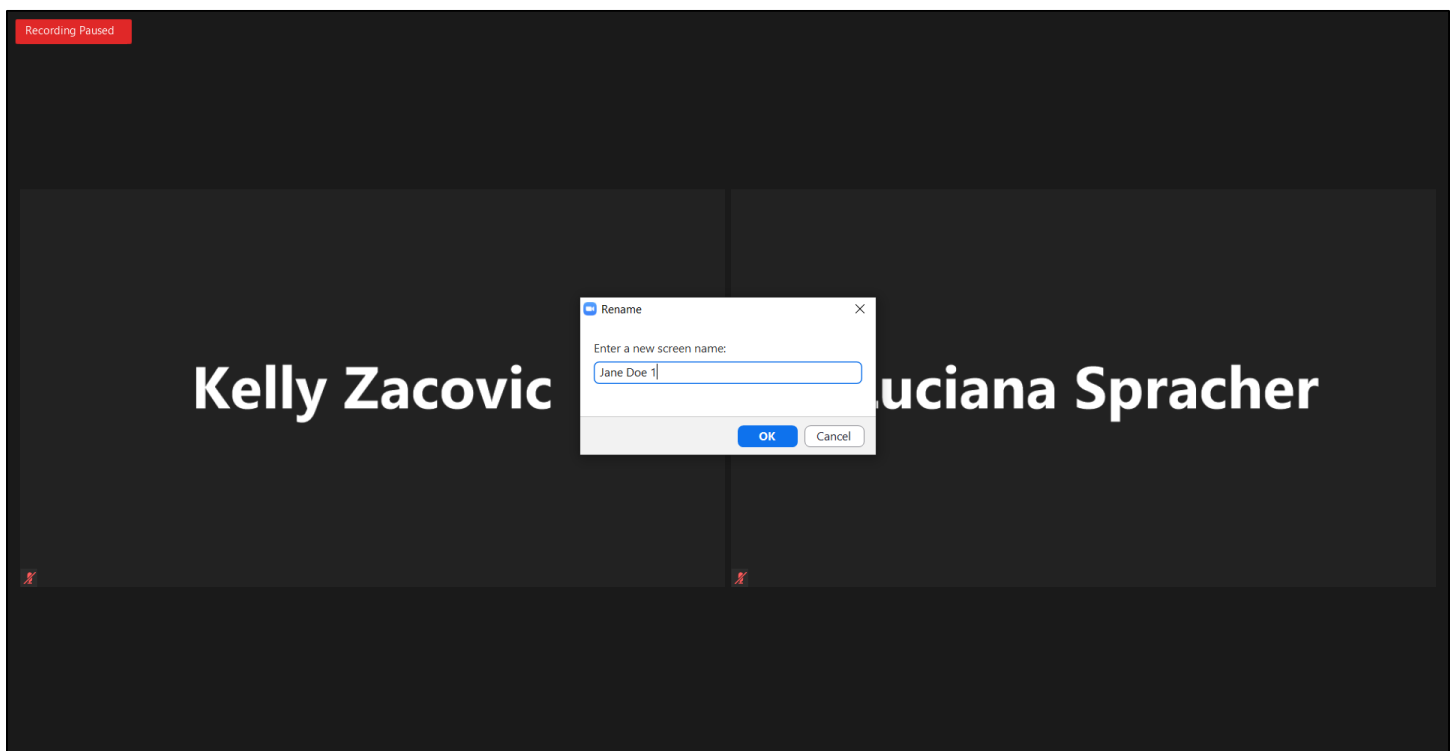 Recording Paused
Rename
Enter a new screen name:
Jane Doe 1
Kelly Zacovic
uciana Spracher
OK
Cancel